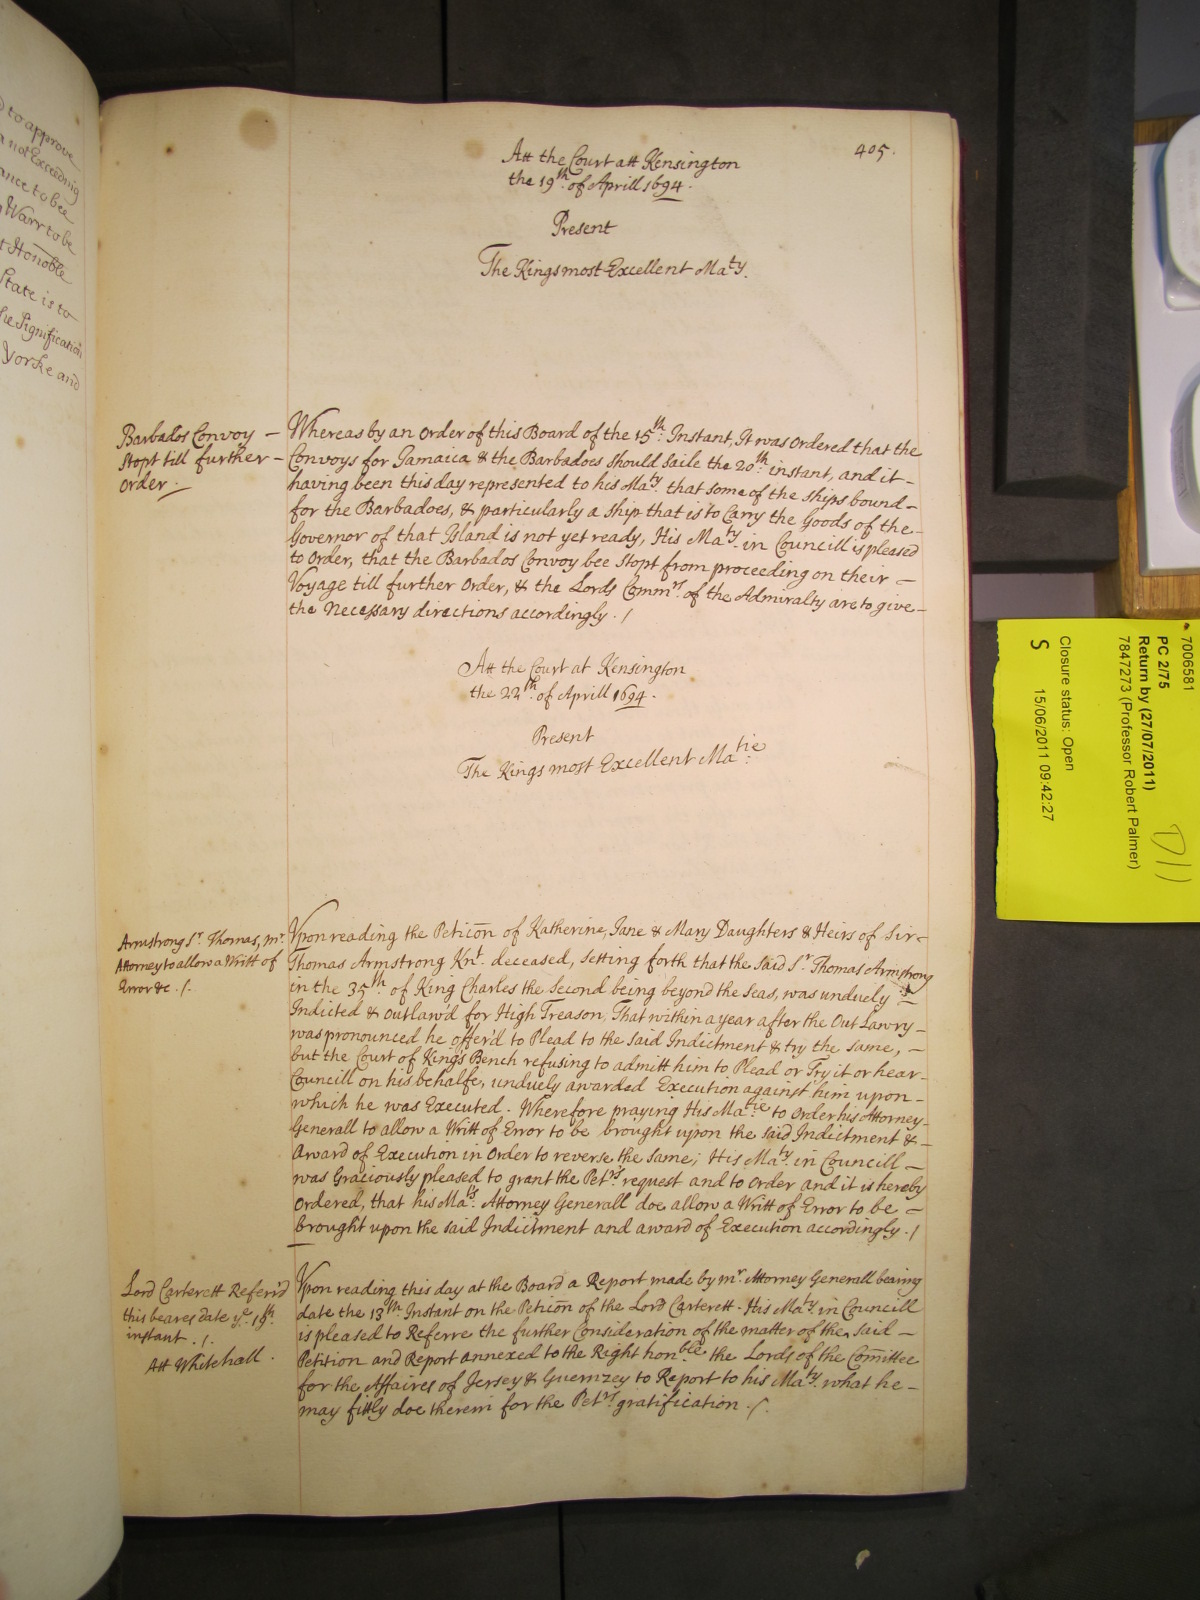 to approve
not Exceeding
ance to bee
Warr to be
Honoble
State is to
he Signification
Yorke and
405.
Att the Court att Kensington
the 19th. of Aprill 1694.
Present
The Kings most Excellent Maty.
Barbados Convoy —
Stopt till further —
Order.
Whereas by an Order of this Board of the 15th: Instant, It was Ordered that the
Convoys for Jamaica & the Barbadoes should Saile the 20th: instant, and it —
having been this day represented to his Maty. that some of the ships bound —
for the Barbadoes, & particularly a ship that is to Carry the Goods of the —
Governor of that Island is not yet ready, His Maty. in Councill is pleased
to Order, that the Barbados Convoy bee Stopt from proceeding on their —
Voyage till further Order, & the Lords Commrs. of the Admiralty are to give —
the Necessary directions accordingly ./
Att the Court at Kensington
the 22th. of Aprill 1694.
Present
The Kings most Excellent Matie:
Armstrong Sr. Thomas, mr.
Attorney to allow a Writt of
Error &c ./.
Vpon reading the Peticõn of Katherine, Jane & Mary Daughters & Heirs of Sir —
Thomas Armstrong Knt. deceased, setting forth that the said Sr. Thomas Armstrong
in the 35th. of King Charles the Second being beyond the Seas, was unduely
Indicted & Outlaw'd for High Treason, That within a year after the Out Lawry —
was pronounced he offer'd to Plead to the said Indictment & try the same, —
but the Court of Kings Bench refusing to admitt him to Plead or Try it or hear —
Councill on his behalfe, unduely awarded Execution against him upon —
which he was Executed. Wherefore praying His Matie: to Order his Attorney —
Generall to allow a Writt of Error to be brought upon the said Indictment & —
Award of Execution in Order to reverse the same; His Maty. in Councill —
was Graciously pleased to grant the Petrs. request and to Order and it is hereby
Ordered, that his Mats. Attorney Generall doe allow a Writt of Error to be —
brought upon the said Indictment and award of Execution accordingly ./
Lord Carterett Referr'd
this beares date ye. 19th.
instant ./.
Att Whitehall.
Vpon reading this day at the Board a Report made by mr. Attorney Generall bearing
date the 13th Instant on the Peticõn of the Lord Carterett. His Maty. in Councill
is pleased to Referre the further Consideration of the matter of the said —
Petition and Report annexed to the Right honble. the Lords of the Com̃ittee
for the Affaires of Jersey & Guernzey to Report to his Maty. what he —
may fittly doe therein for the Petrs. gratification ./.
7006581
PC 2/75
Return by (27/07/2011)
7847273 (Professor Robert Palmer)
Closure status: Open
S 15/06/2011 09:42:27
D11